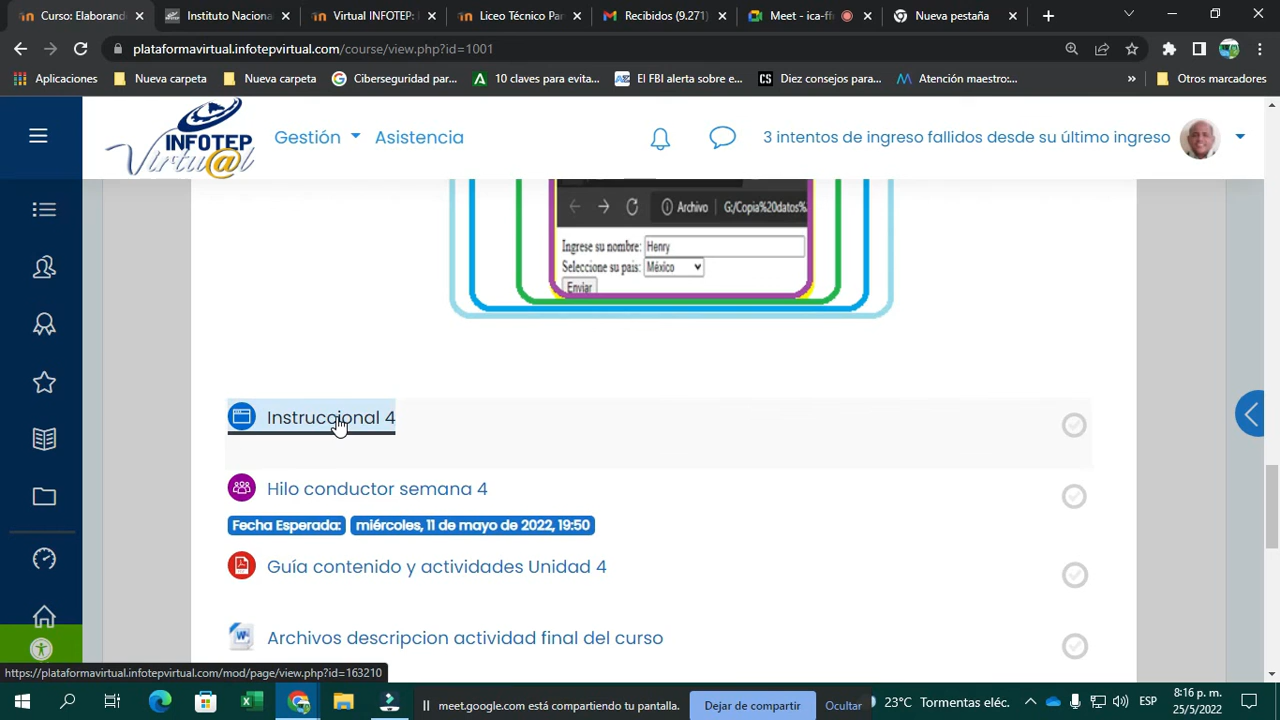 Curso: Elaborand
Instituto Naciona
Virtual INFOTEP:
Liceo Técnico Par
Recibidos (9.271)
Meet - ica-ff
Nueva pestaña
plataformavirtual.infotepvirtual.com/course/view.php?id=1001
Aplicaciones
Nueva carpeta
Nueva carpeta
Ciberseguridad par...
10 claves para evita...
El FBI alerta sobre e...
Diez consejos para...
Atención maestro:...
»
Otros marcadores
INFOTEP
Virtu@l
Gestión
Asistencia
3 intentos de ingreso fallidos desde su último ingreso
Archivo
G:/Copia%20datos%
Ingrese su nombre: Henry
Seleccione su pais: México
Enviar
Instruccional 4
Hilo conductor semana 4
Fecha Esperada: miércoles, 11 de mayo de 2022, 19:50
Guía contenido y actividades Unidad 4
Archivos descripcion actividad final del curso
https://plataformavirtual.infotepvirtual.com/mod/page/view.php?id=163210
meet.google.com está compartiendo tu pantalla.
Dejar de compartir
Ocultar
23°C Tormentas eléc.
ESP
8:16 p. m.
25/5/2022